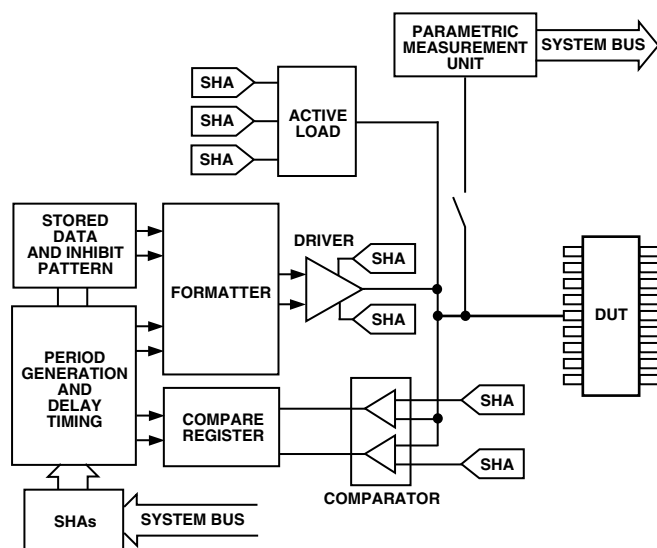 PARAMETRIC
MEASUREMENT
UNIT
SYSTEM BUS
SHA
SHA
SHA
ACTIVE
LOAD
STORED
DATA
AND INHIBIT
PATTERN
FORMATTER
DRIVER
SHA
SHA
DUT
PERIOD
GENERATION
AND
DELAY
TIMING
COMPARE
REGISTER
SHA
SHA
COMPARATOR
SHAs
SYSTEM BUS